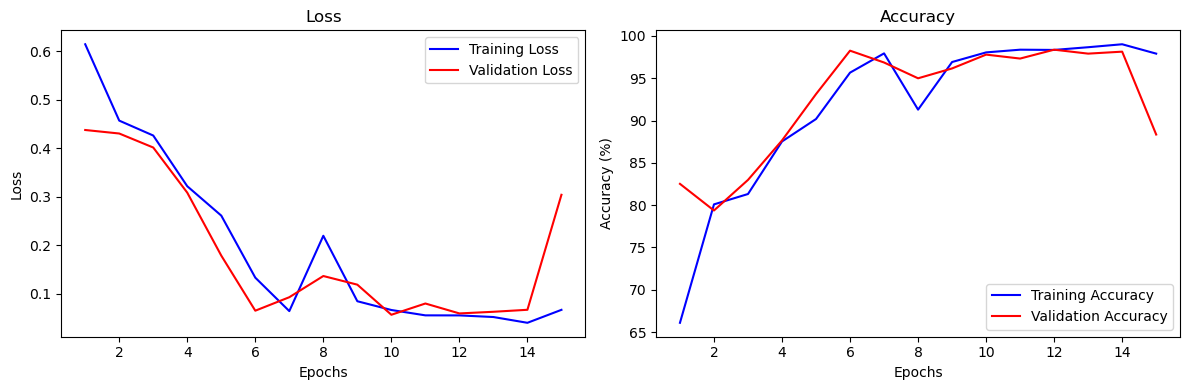 Loss
Training Loss
Validation Loss
0.6
0.5
0.4
0.3
0.2
0.1
Loss
2 4 6 8 10 12 14
Epochs
Accuracy
100
95
90
85
80
75
70
65
Accuracy (%)
Training Accuracy
Validation Accuracy
2 4 6 8 10 12 14
Epochs